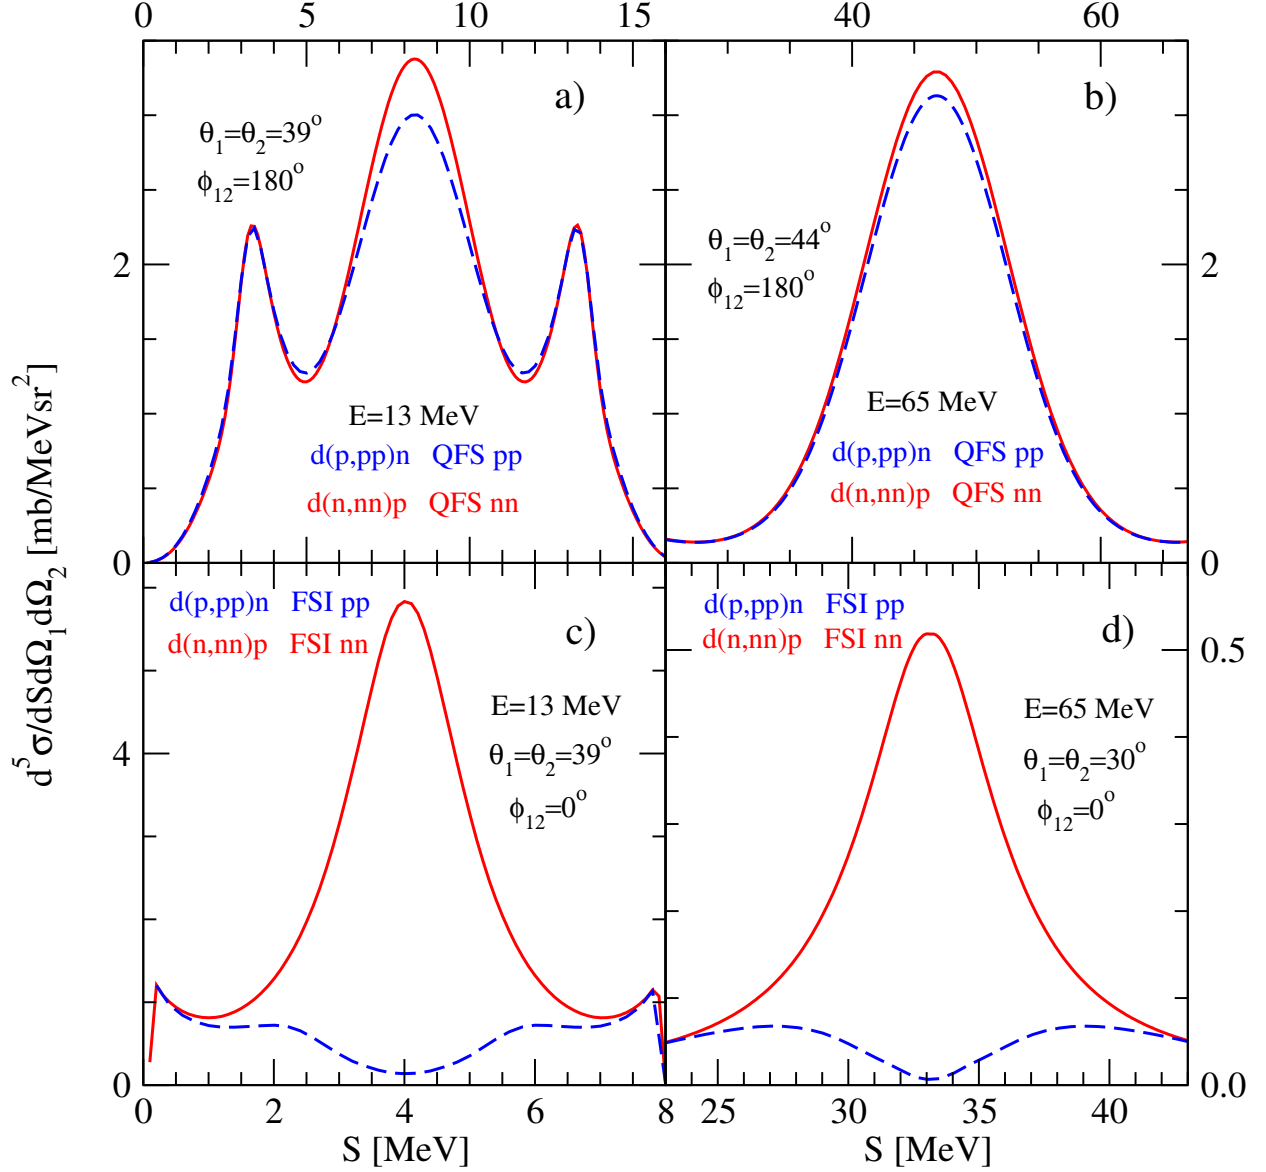 0 5 10 15 40 60
a)
b)
θ₁=θ₂=39°
ϕ₁₂=180°
θ₁=θ₂=44°
ϕ₁₂=180°
2 2
E=13 MeV
d(p,pp)n QFS pp
d(n,nn)p QFS nn
E=65 MeV
d(p,pp)n QFS pp
d(n,nn)p QFS nn
0 0
d⁵σ/dSdΩ₁dΩ₂ [mb/MeVsr²]
d(p,pp)n FSI pp
d(n,nn)p FSI nn
c)
E=13 MeV
θ₁=θ₂=39°
ϕ₁₂=0°
d(p,pp)n FSI pp
d(n,nn)p FSI nn
d)
E=65 MeV
θ₁=θ₂=30°
ϕ₁₂=0°
0.5
4
0 0.0
0 2 4 6 8 25 30 35 40
S [MeV] S [MeV]